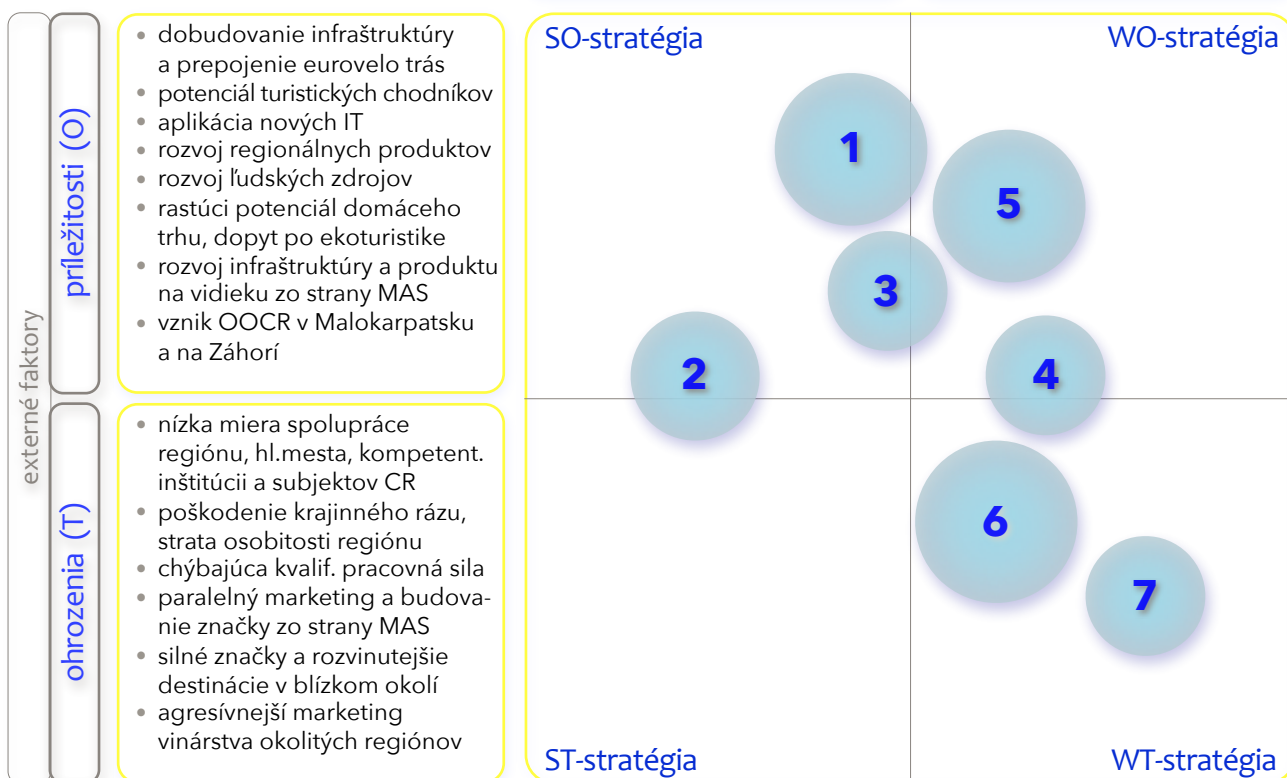 externé faktory
príležitosti (O)
• dobudovanie infraštruktúry
a prepojenie eurovelo trás
• potenciál turistických chodníkov
• aplikácia nových IT
• rozvoj regionálnych produktov
• rozvoj ľudských zdrojov
• rastúci potenciál domáceho
trhu, dopyt po ekoturistike
• rozvoj infraštruktúry a produktu
na vidieku zo strany MAS
• vznik OOCR v Malokarpatsku
a na Záhorí
ohrozenia (T)
• nízka miera spolupráce
regiónu, hl.mesta, kompetent.
inštitúcii a subjektov CR
• poškodenie krajinného rázu,
strata osobitosti regiónu
• chýbajúca kvalif. pracovná sila
• paralelný marketing a budova-
nie značky zo strany MAS
• silné značky a rozvinutejšie
destinácie v blízkom okolí
• agresívnejší marketing
vinárstva okolitých regiónov
SO-stratégia
WO-stratégia
1
5
3
2
4
6
7
ST-stratégia
WT-stratégia